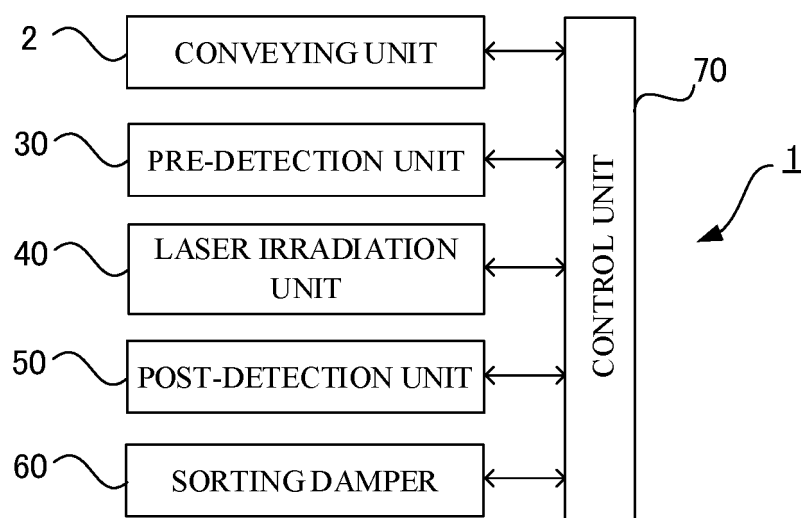 2
CONVEYING UNIT
70
30
PRE-DETECTION UNIT
1
40
LASER IRRADIATION
UNIT
CONTROL UNIT
50
POST-DETECTION UNIT
60
SORTING DAMPER